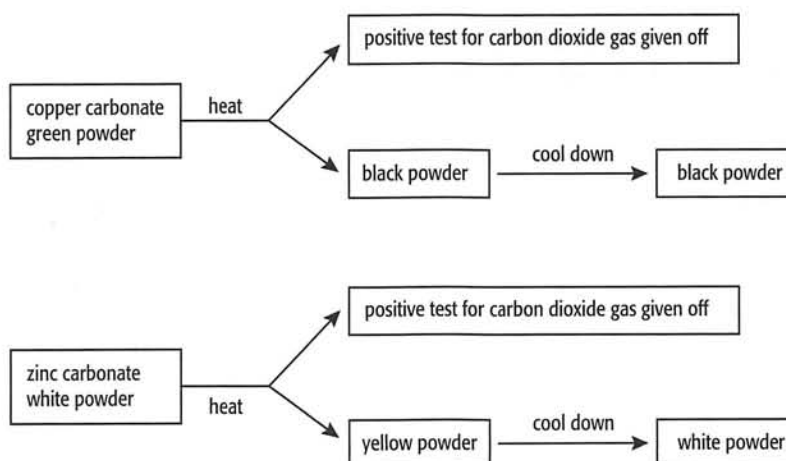 positive test for carbon dioxide gas given off
copper carbonate
green powder
heat
black powder
cool down
black powder
positive test for carbon dioxide gas given off
zinc carbonate
white powder
heat
yellow powder
cool down
white powder